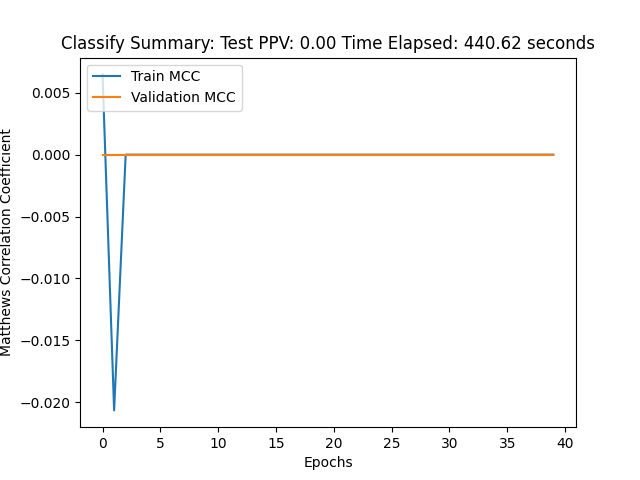 Classify Summary: Test PPV: 0.00 Time Elapsed: 440.62 seconds
Train MCC
Validation MCC
Matthews Correlation Coefficient
0.005
0.000
−0.005
−0.010
−0.015
−0.020
0 5 10 15 20 25 30 35 40
Epochs